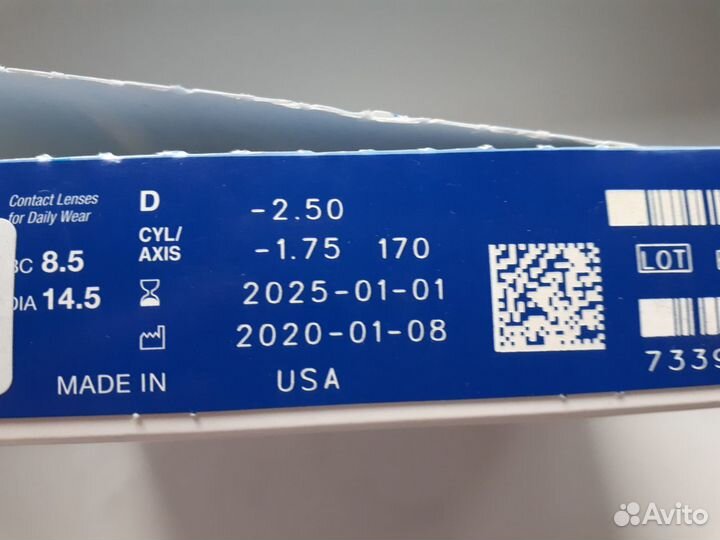 Contact Lenses
for Daily Wear
D -2.50
CYL/
AXIS -1.75 170
BC 8.5
DIA 14.5
2025-01-01
2020-01-08
MADE IN USA
LOT
7339
Avito